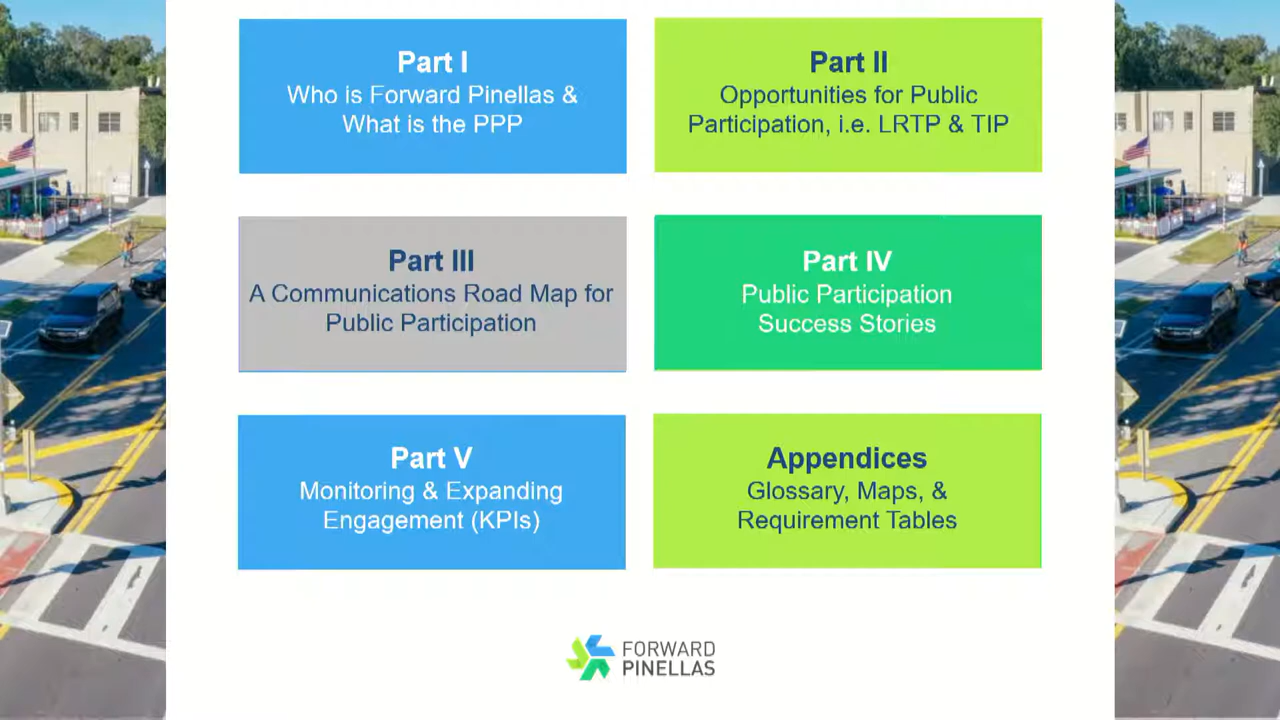 Part I
Who is Forward Pinellas &
What is the PPP
Part II
Opportunities for Public
Participation, i.e. LRTP & TIP
Part III
A Communications Road Map for
Public Participation
Part IV
Public Participation
Success Stories
Part V
Monitoring & Expanding
Engagement (KPIs)
Appendices
Glossary, Maps, &
Requirement Tables
FORWARD
PINELLAS